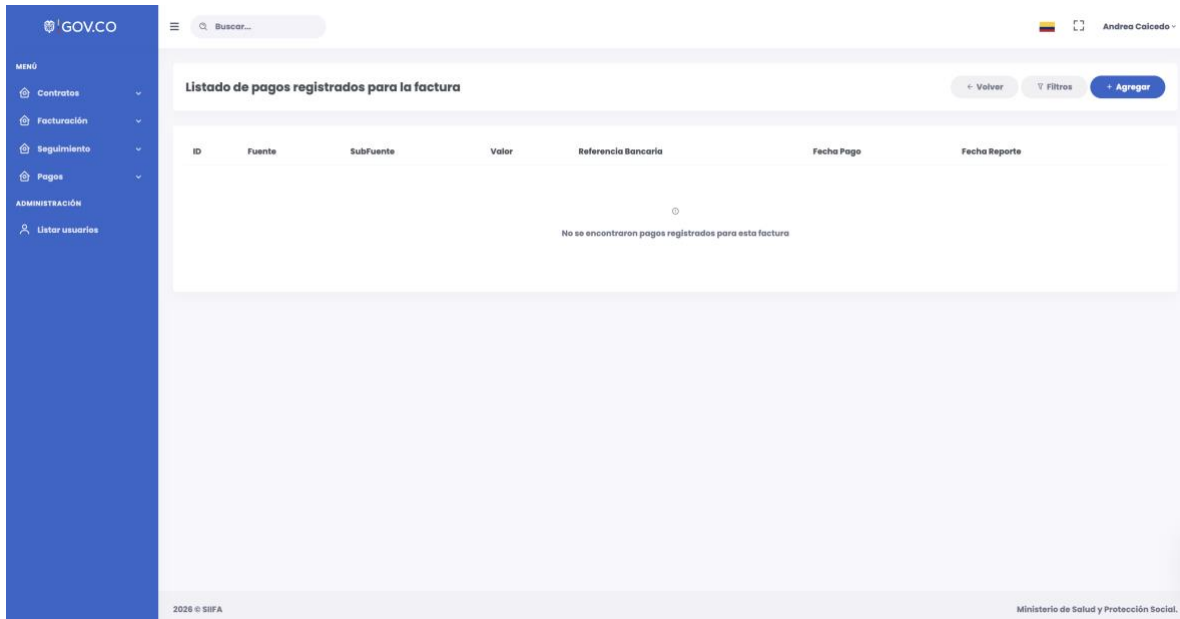 GOV.CO
Buscar...
Andrea Caicedo
MENÚ
Contratos
Facturación
Seguimiento
Pagos
ADMINISTRACIÓN
Listar usuarios
Listado de pagos registrados para la factura
Volver
Filtros
+ Agregar
ID Fuente SubFuente Valor Referencia Bancaria Fecha Pago Fecha Reporte
No se encontraron pagos registrados para esta factura
2026 © SIIFA
Ministerio de Salud y Protección Social.